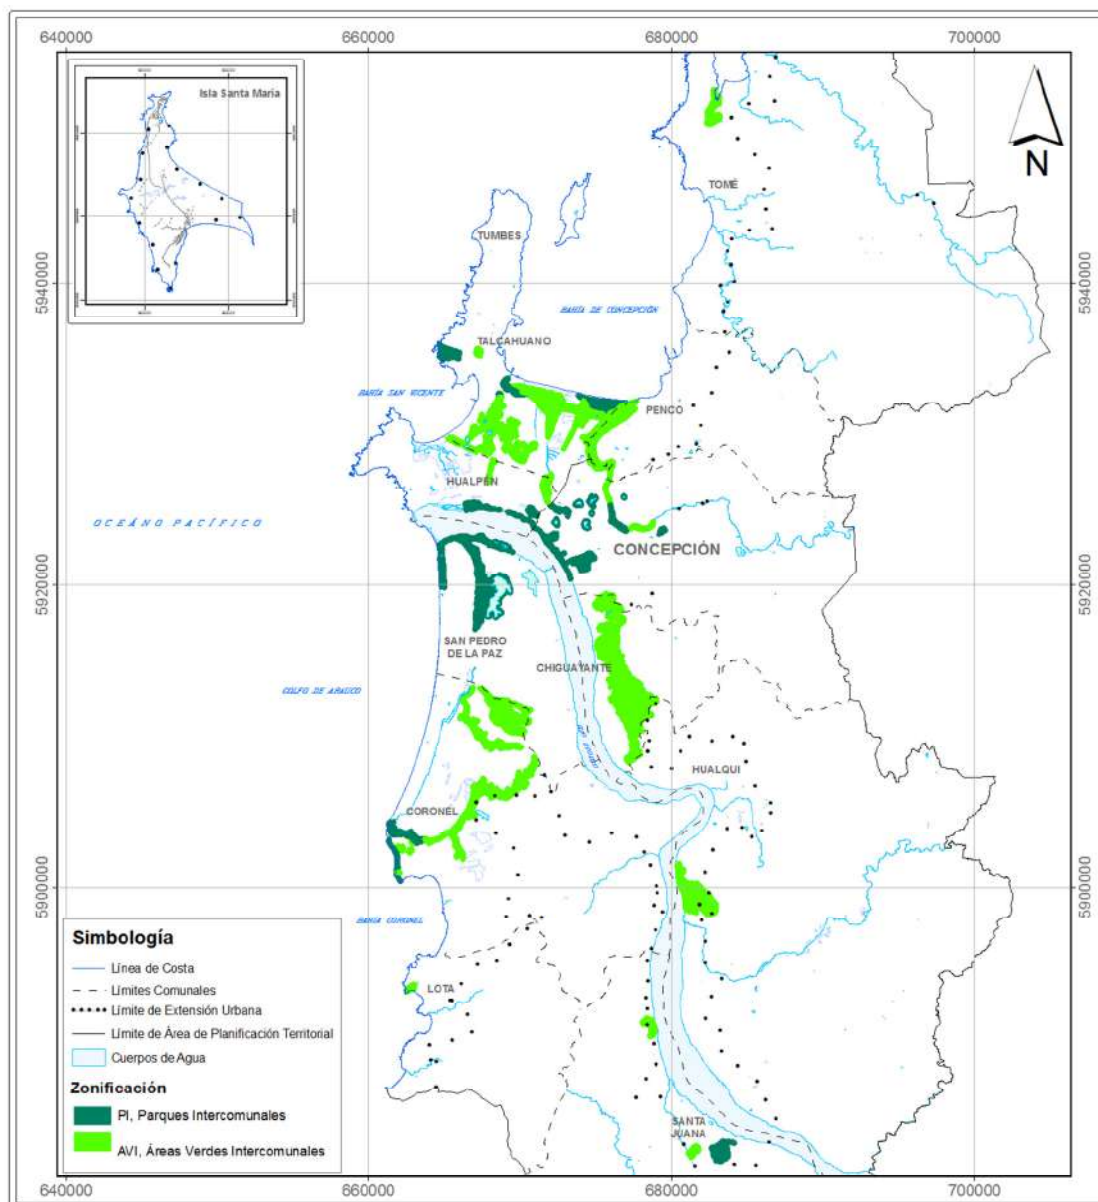 640000
660000
680000
700000
Isla Santa María
N
TOMÉ
TUMBES
5940000
5940000
BAHÍA DE CONCEPCIÓN
TALCAHUANO
BAHÍA SAN VICENTE
PENCO
HUALPEN
OCEÁNO PACÍFICO
CONCEPCIÓN
5920000
5920000
SAN PEDRO
DE LA PAZ
CHIGUAYANTE
GOLFO DE ARAUCO
HUALQUI
CORONEL
5900000
5900000
BAHÍA CORONEL
LOTA
SANTA
JUANA
Simbología
Línea de Costa
Límites Comunales
Límite de Extensión Urbana
Límite de Área de Planificación Territorial
Cuerpos de Agua
Zonificación
PI, Parques Intercomunales
AVI, Áreas Verdes Intercomunales
640000
660000
680000
700000